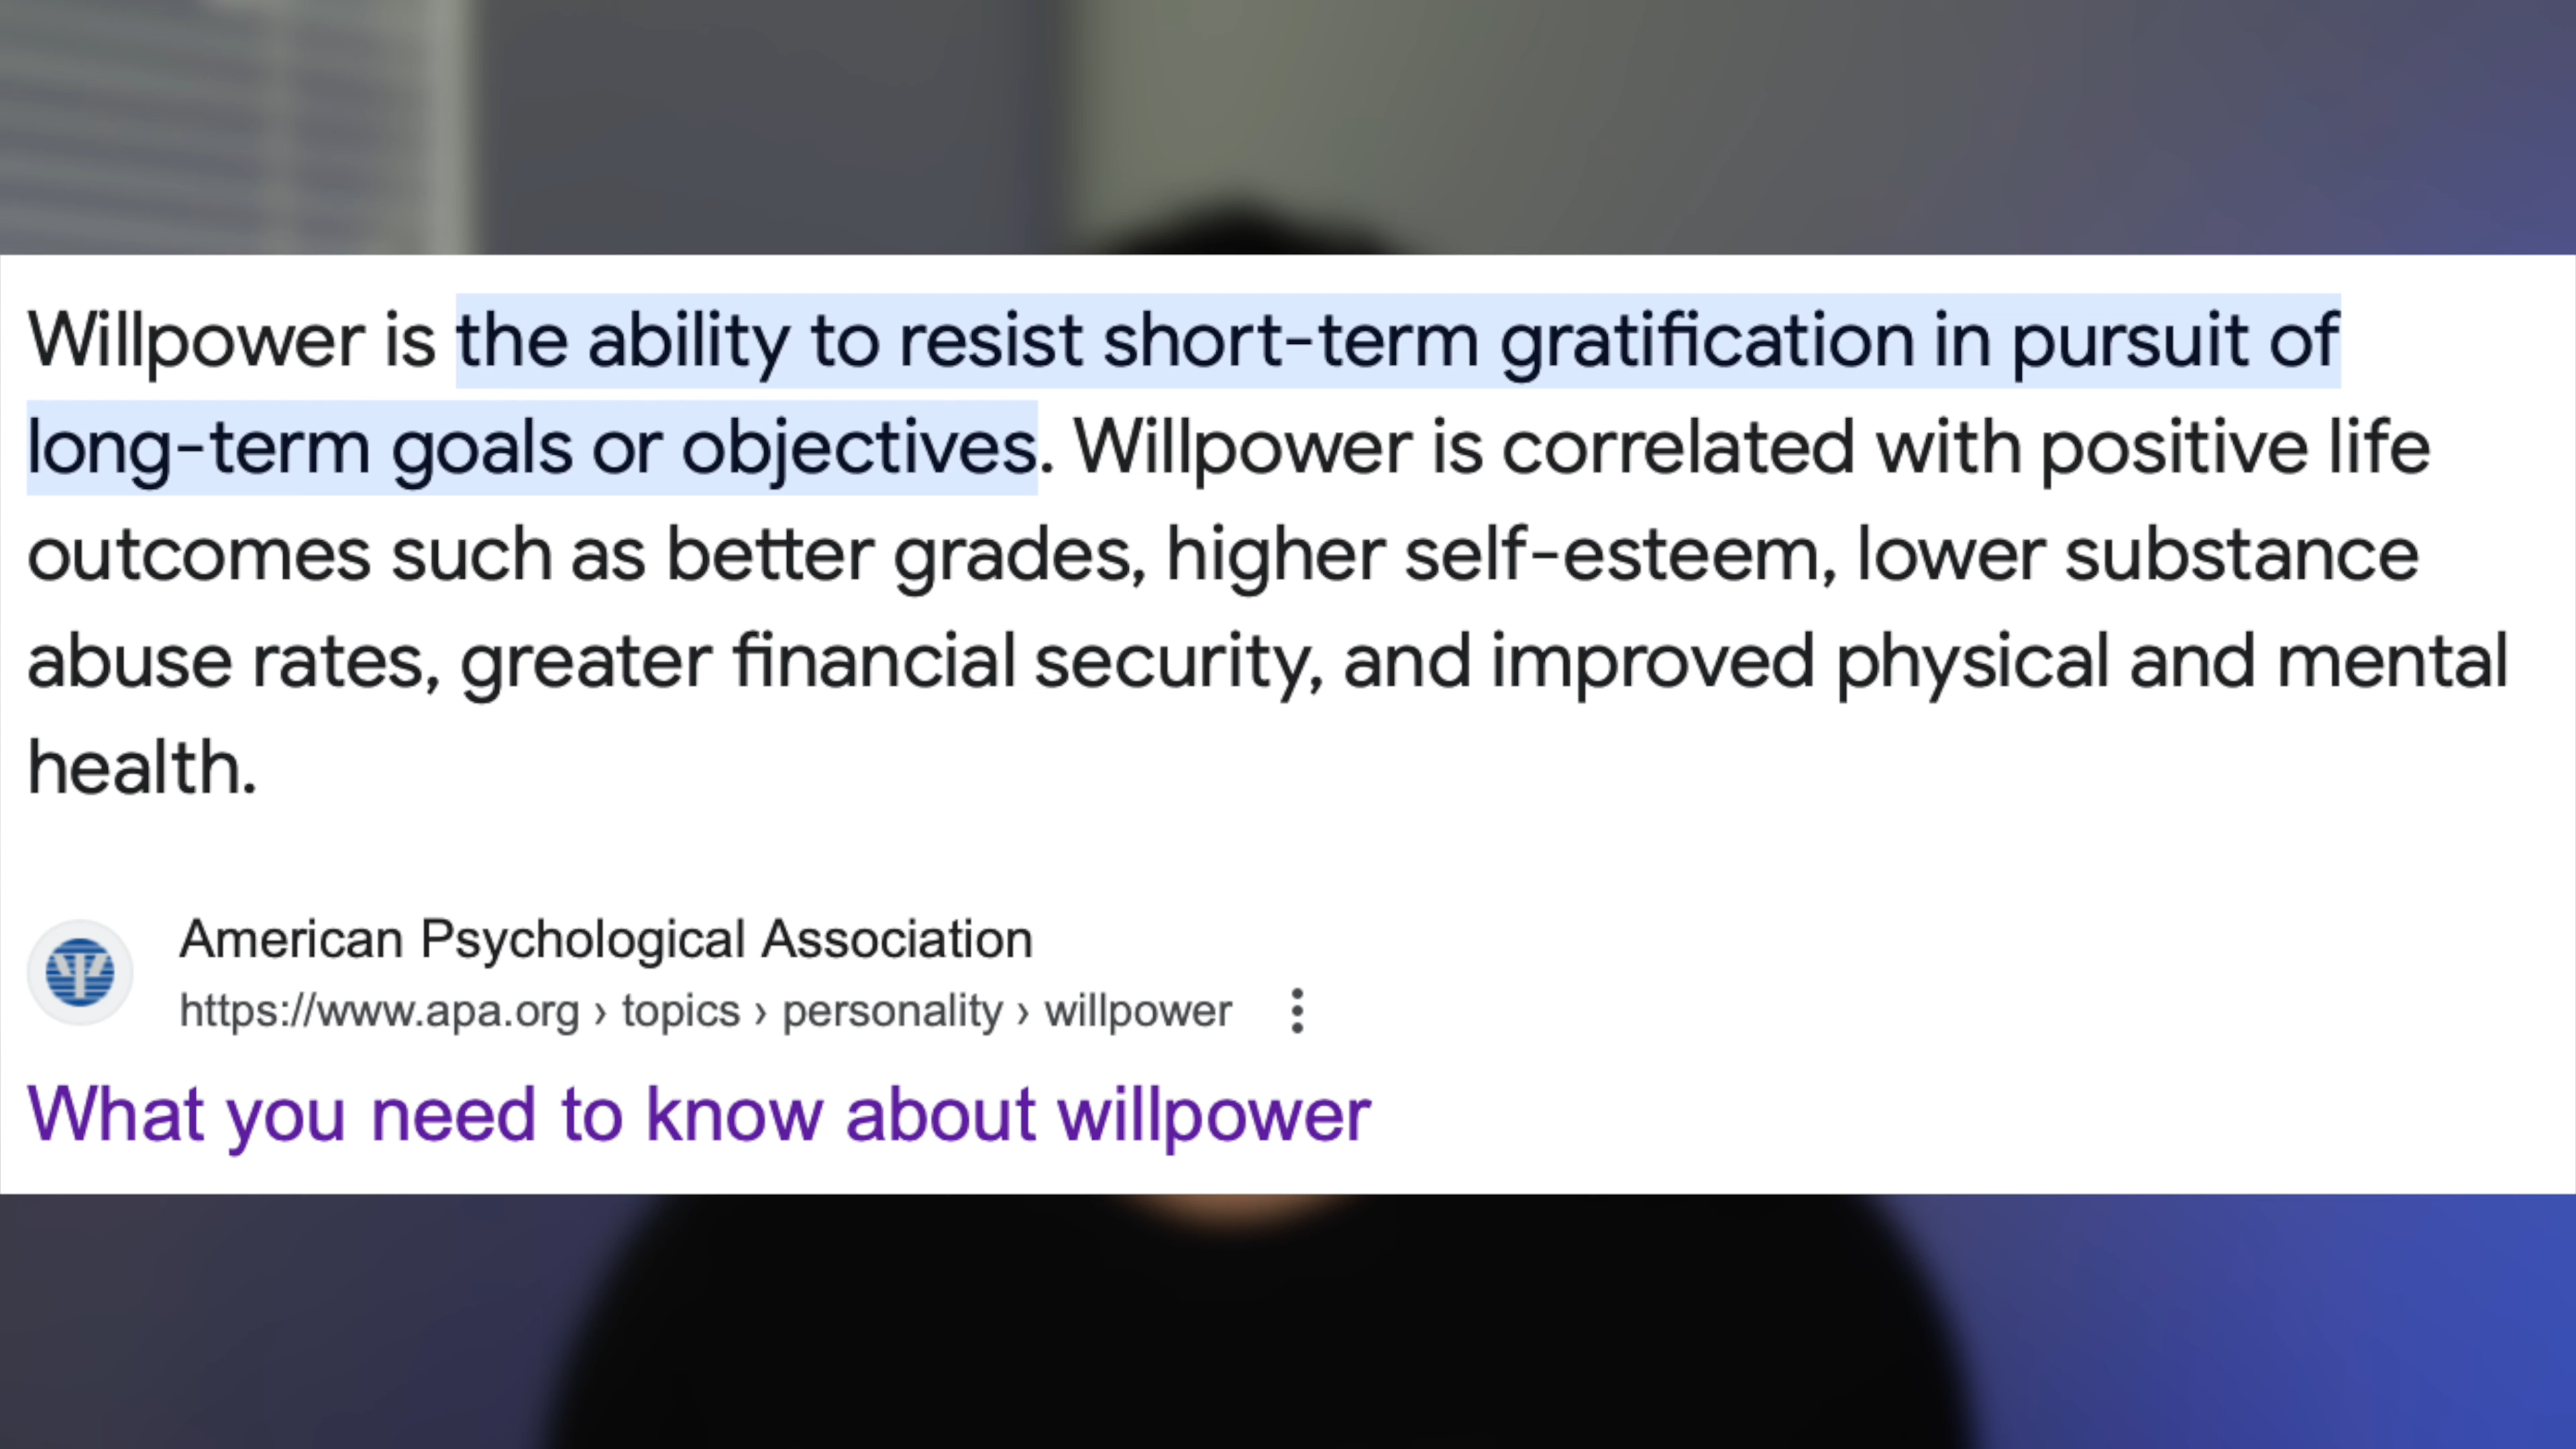 Willpower is the ability to resist short-term gratification in pursuit of
long-term goals or objectives. Willpower is correlated with positive life
outcomes such as better grades, higher self-esteem, lower substance
abuse rates, greater financial security, and improved physical and mental
health.
American Psychological Association
https://www.apa.org › topics › personality › willpower
What you need to know about willpower